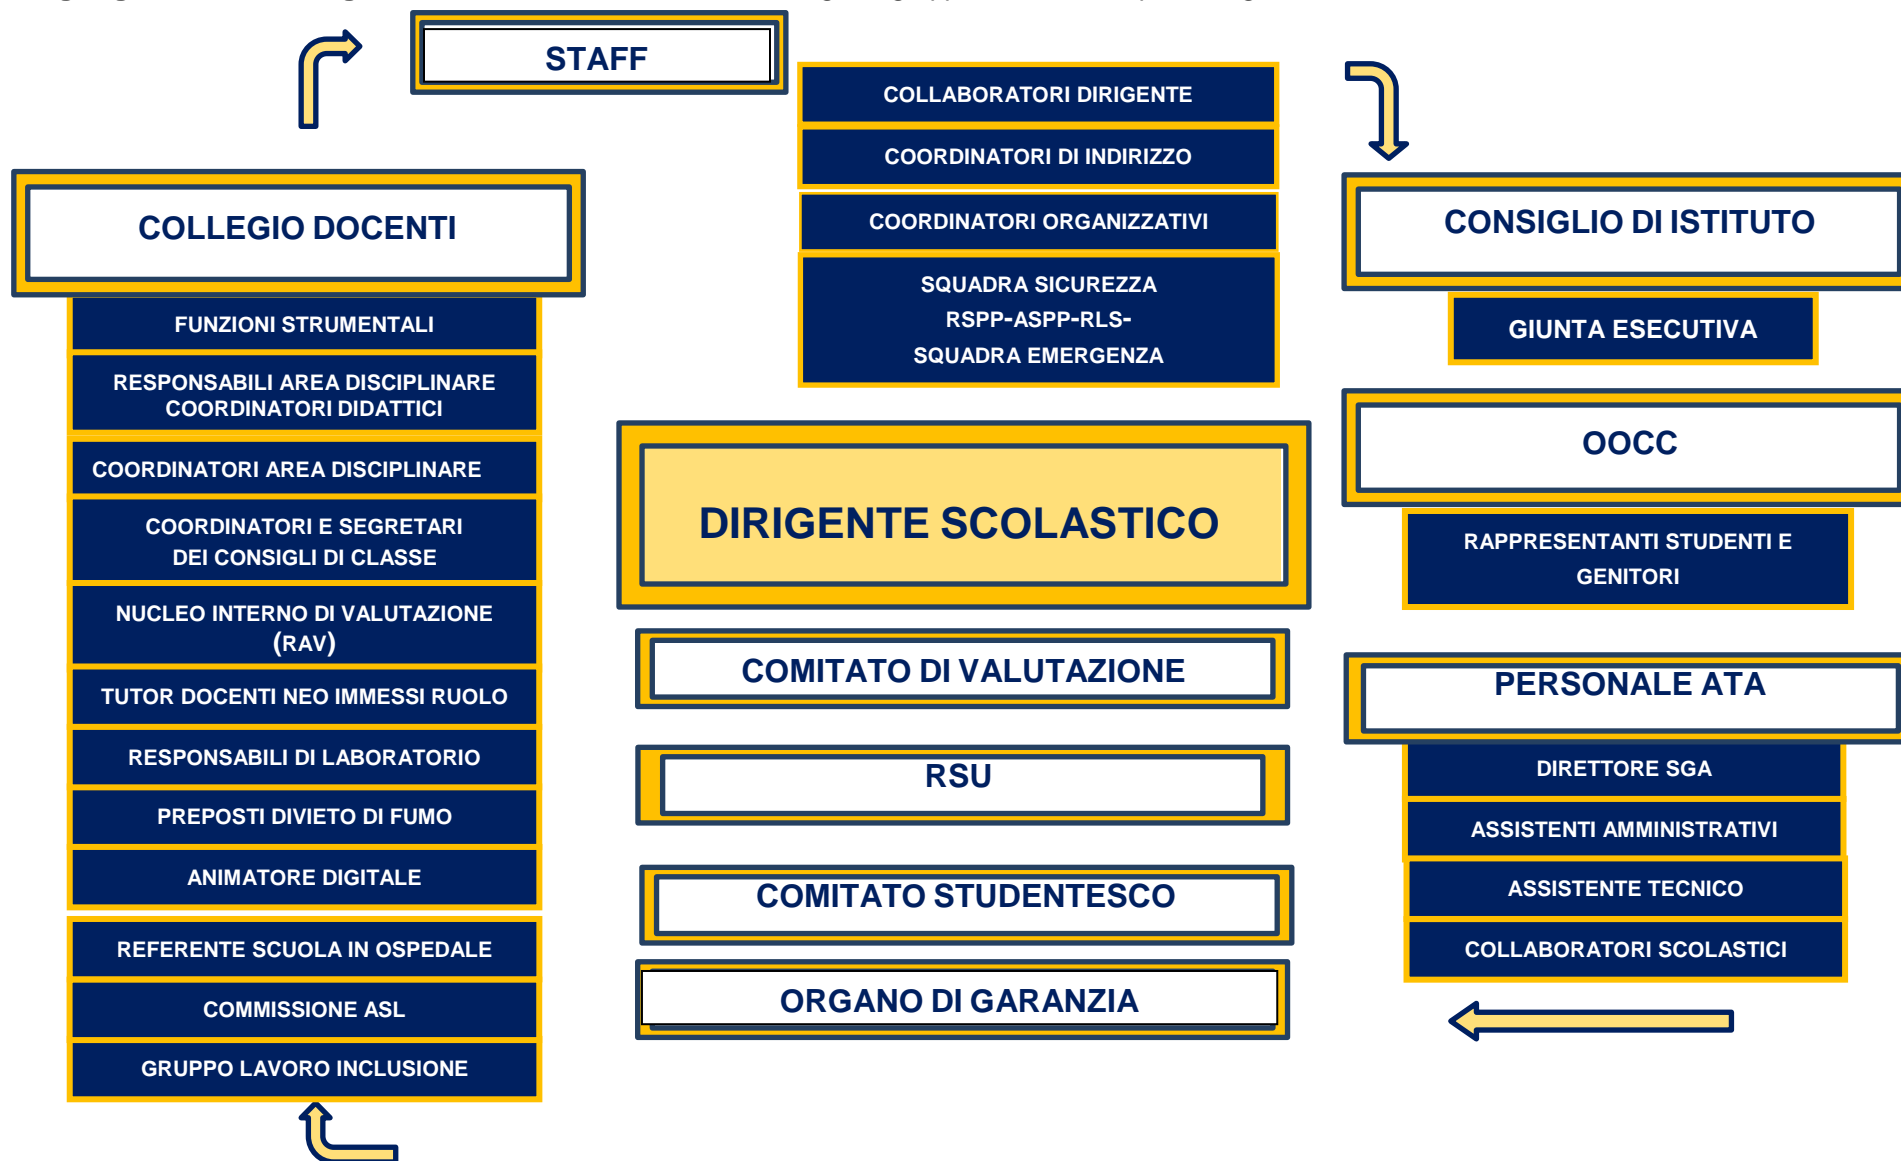 STAFF
COLLABORATORI DIRIGENTE
COORDINATORI DI INDIRIZZO
COORDINATORI ORGANIZZATIVI
SQUADRA SICUREZZA
RSPP-ASPP-RLS-
SQUADRA EMERGENZA
COLLEGIO DOCENTI
FUNZIONI STRUMENTALI
RESPONSABILI AREA DISCIPLINARE
COORDINATORI DIDATTICI
COORDINATORI AREA DISCIPLINARE
COORDINATORI E SEGRETARI
DEI CONSIGLI DI CLASSE
NUCLEO INTERNO DI VALUTAZIONE
(RAV)
TUTOR DOCENTI NEO IMMESSI RUOLO
RESPONSABILI DI LABORATORIO
PREPOSTI DIVIETO DI FUMO
ANIMATORE DIGITALE
REFERENTE SCUOLA IN OSPEDALE
COMMISSIONE ASL
GRUPPO LAVORO INCLUSIONE
DIRIGENTE SCOLASTICO
COMITATO DI VALUTAZIONE
RSU
COMITATO STUDENTESCO
ORGANO DI GARANZIA
CONSIGLIO DI ISTITUTO
GIUNTA ESECUTIVA
OOCC
RAPPRESENTANTI STUDENTI E
GENITORI
PERSONALE ATA
DIRETTORE SGA
ASSISTENTI AMMINISTRATIVI
ASSISTENTE TECNICO
COLLABORATORI SCOLASTICI